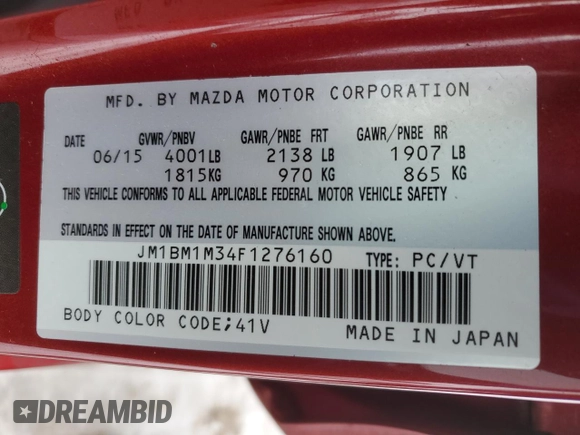 MFD. BY MAZDA MOTOR CORPORATION
DATE GVWR/PNBV GAWR/PNBE FRT GAWR/PNBE RR
06/15 4001LB 2138 LB 1907 LB
1815KG 970 KG 865 KG
THIS VEHICLE CONFORMS TO ALL APPLICABLE FEDERAL MOTOR VEHICLE SAFETY
STANDARDS IN EFFECT ON THE DATE OF MANUFACTURE SHOWN ABOVE.
JM1BM1M34F1276160 TYPE: PC/VT
BODY COLOR CODE;41V
MADE IN JAPAN
DREAMBID